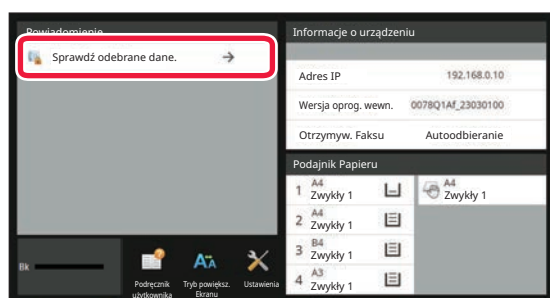 Powiadomienie
Sprawdź odebrane dane.
Informacje o urządzeniu
Adres IP 192.168.0.10
Wersja oprog. wewn. 0078Q1Af_23030100
Otrzymyw. Faksu Autoodbieranie
Podajnik Papieru
1 A4 Zwykły 1
A4 Zwykły 1
2 A4 Zwykły 1
3 B4 Zwykły 1
4 A3 Zwykły 1
Bk
Podręcznik użytkownika
Tryb powiększ. Ekranu
Ustawienia